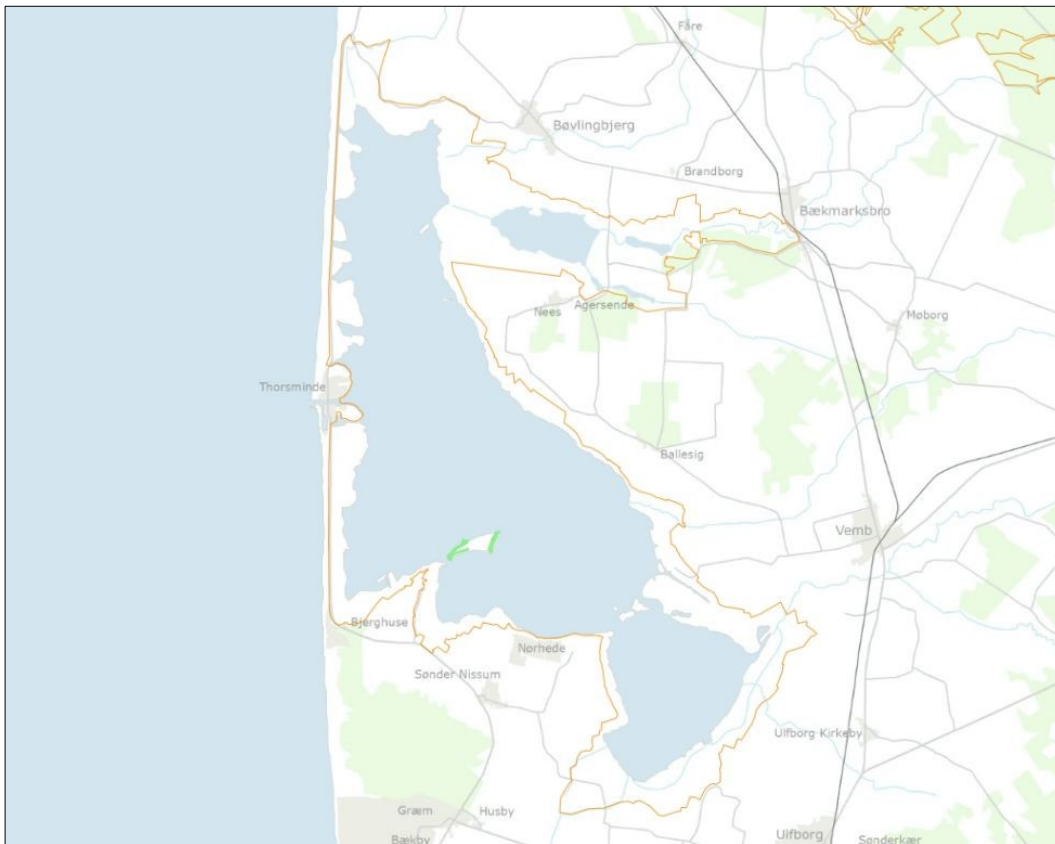 Fåre
Bøvlingbjerg
Brandborg
Bækmarksbro
Nees
Agersende
Møborg
Thorsminde
Ballesig
Vemb
Bjerghuse
Nørhede
Sønder Nissum
Ulfborg Kirkeby
Græm
Husby
Bækby
Ulfborg
Sønderkær